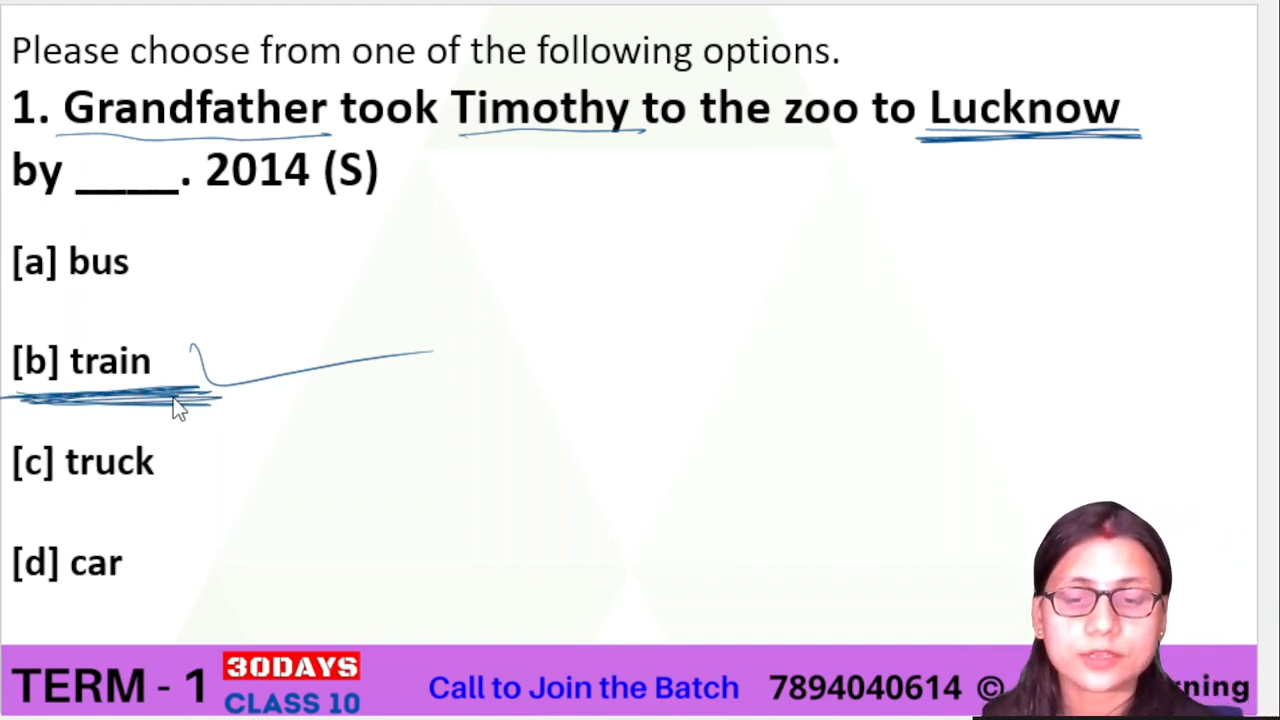 Please choose from one of the following options.
1. Grandfather took Timothy to the zoo to Lucknow
by ____. 2014 (S)
[a] bus
[b] train
[c] truck
[d] car
TERM - 1 30DAYS CLASS 10 Call to Join the Batch 7894040614 ©